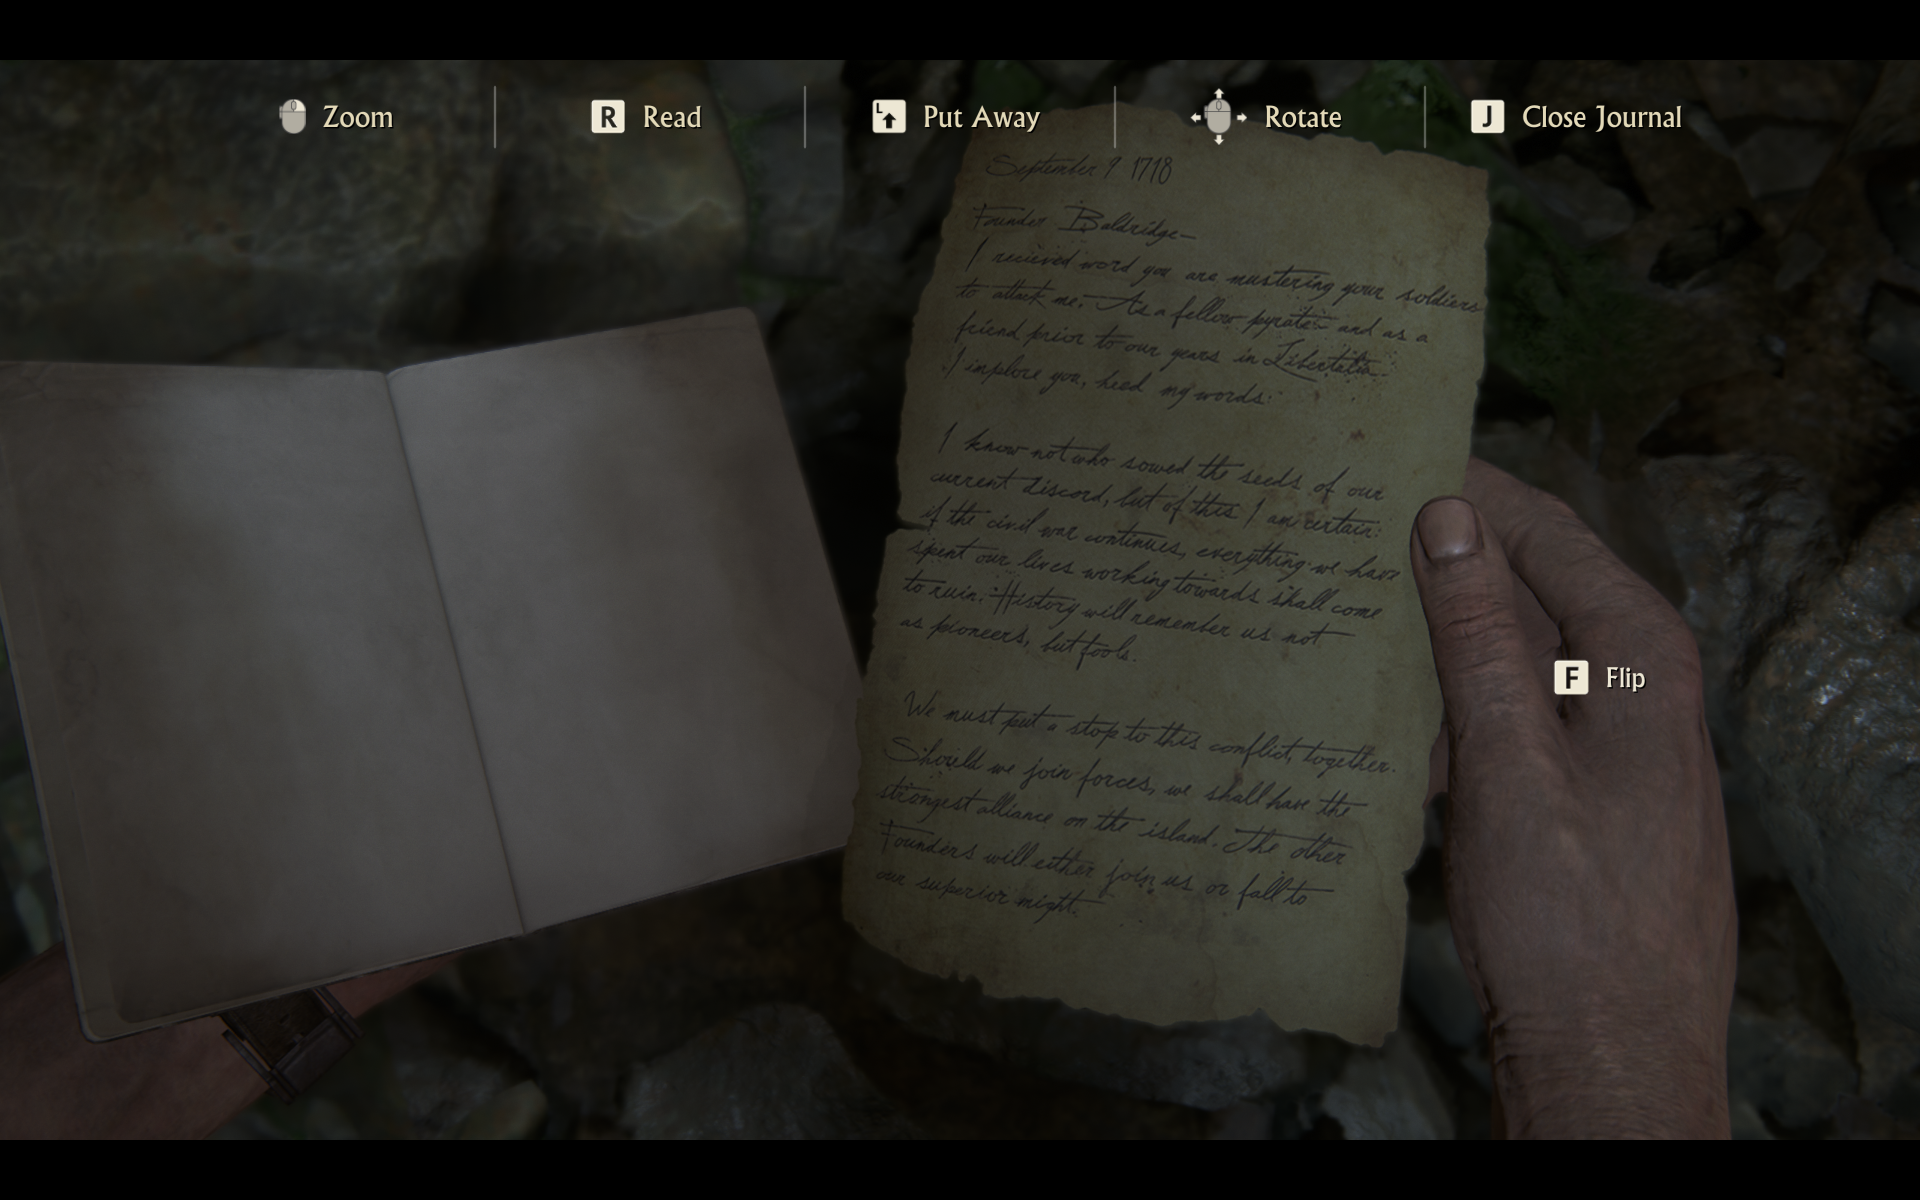 Zoom
R Read
L Put Away
Rotate
J Close Journal
September 9 1718
Founder Baldridge—
I recieved word you are mustering your soldiers
to attack me. As a fellow pyrate - and as a
friend prior to our years in Libertalia -
I implore you, heed my words:
I know not who sowed the seeds of our
current discord, but of this I am certain:
if the civil war continues, everything we have
spent our lives working towards shall come
to ruin. History will remember us not
as pioneers, but fools.
We must put a stop to this conflict, together.
Should we join forces, we shall have the
strongest alliance on the island. The other
Founders will either join us or fall to
our superior might.
F Flip